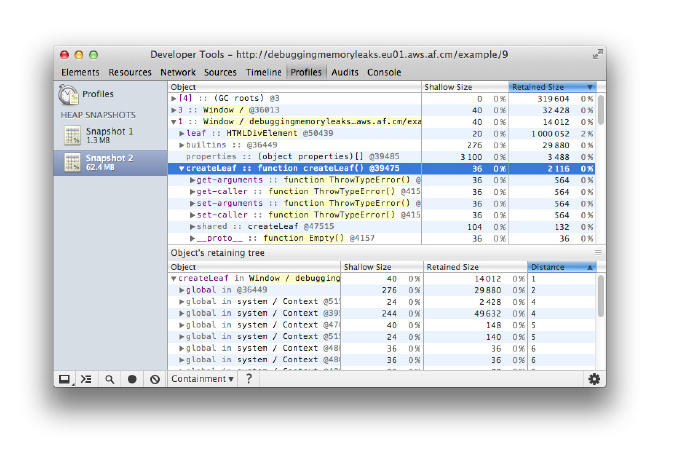 Developer Tools - http://debuggingmemoryleaks.eu01.aws.af.cm/example/9
Elements Resources Network Sources Timeline Profiles Audits Console
Profiles
HEAP SNAPSHOTS
Snapshot 1
1.3 MB
Snapshot 2
62.4 MB
Object Shallow Size Retained Size ▼
▶[4] :: (GC roots) @3 0 0% 319 604 0%
▶3 :: Window / @36013 40 0% 32 428 0%
▼1 :: Window / debuggingmemoryleaks…aws.af.cm/exa 40 0% 14 012 0%
▶leaf :: HTMLDivElement @50439 20 0% 1 000 052 2%
▶builtins :: @36449 276 0% 29 880 0%
properties :: (object properties)[] @39485 3 100 0% 3 488 0%
▼createLeaf :: function createLeaf() @39475 36 0% 2 116 0%
▶get-arguments :: function ThrowTypeError() @ 36 0% 564 0%
▶get-caller :: function ThrowTypeError() @415 36 0% 564 0%
▶set-arguments :: function ThrowTypeError() @ 36 0% 564 0%
▶set-caller :: function ThrowTypeError() @415 36 0% 564 0%
▶shared :: createLeaf @47515 104 0% 132 0%
▶__proto__ :: function Empty() @4157 36 0% 36 0%
Object's retaining tree
Object Shallow Size Retained Size Distance ▲
▼createLeaf in Window / debugging 40 0% 14 012 0% 1
▶global in @36449 276 0% 29 880 0% 2
▶global in system / Context @515 24 0% 2 428 0% 4
▶global in system / Context @395 244 0% 49 632 0% 4
▶global in system / Context @476 40 0% 148 0% 5
▶global in system / Context @515 24 0% 140 0% 5
▶global in system / Context @480 36 0% 36 0% 6
▶global in system / Context @480 36 0% 36 0% 6
Containment ▼ ?